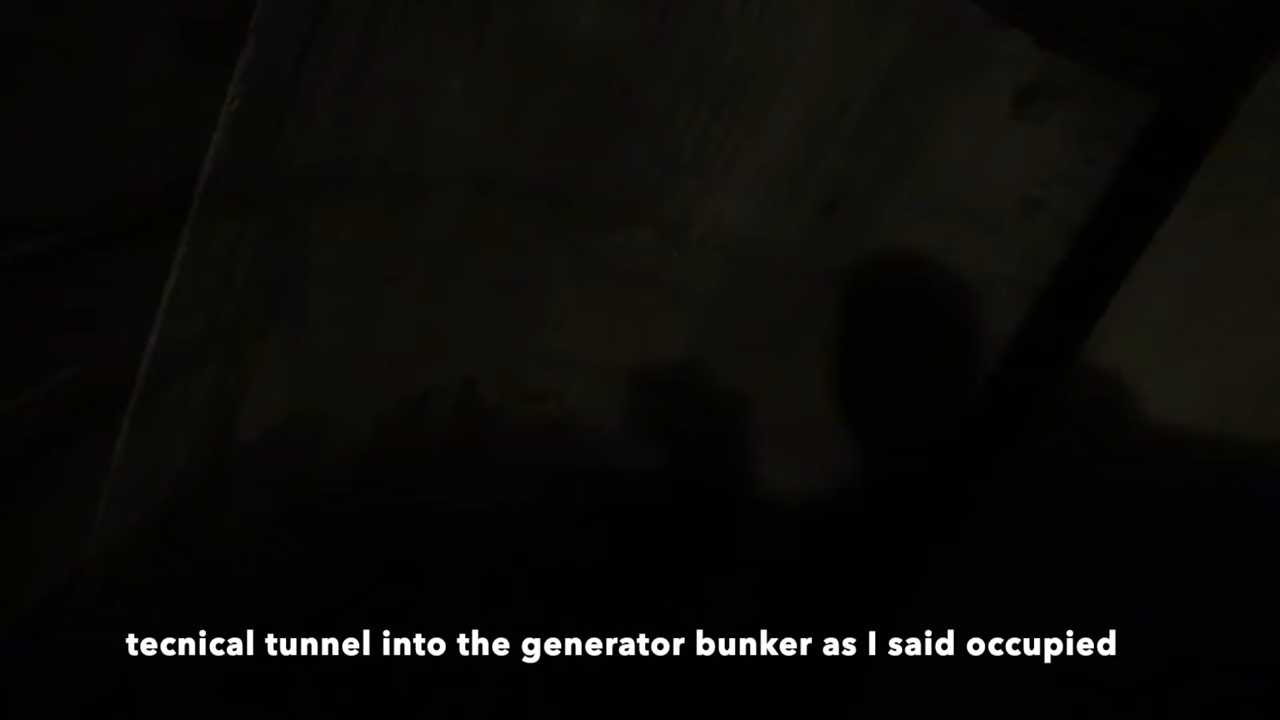 tecnical tunnel into the generator bunker as I said occupied